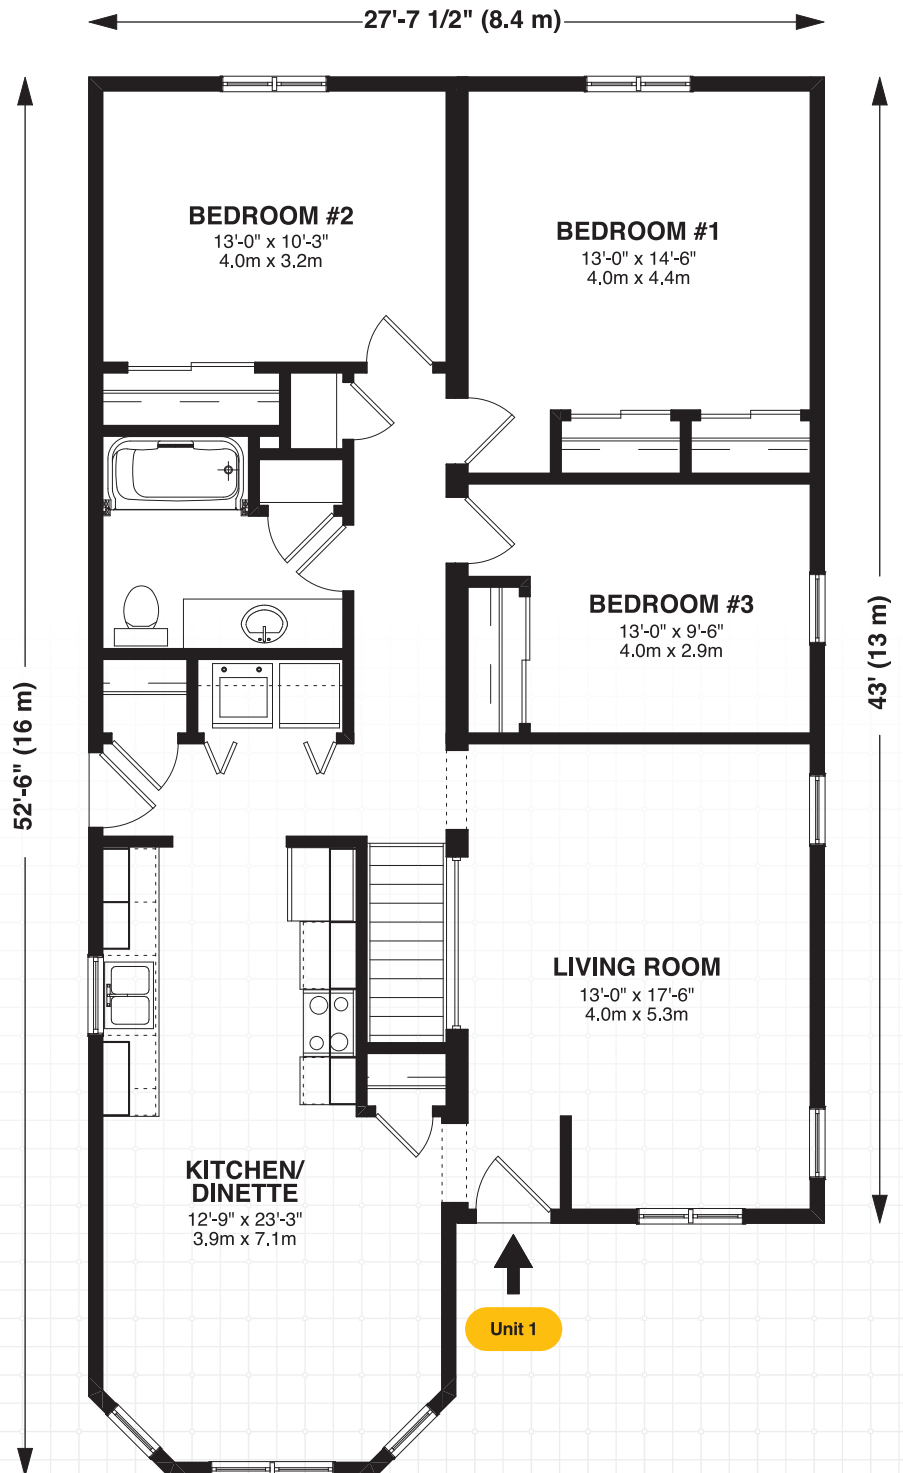 27'-7 1/2" (8.4 m)
BEDROOM #2
13'-0" x 10'-3"
4.0m x 3.2m
BEDROOM #1
13'-0" x 14'-6"
4.0m x 4.4m
BEDROOM #3
13'-0" x 9'-6"
4.0m x 2.9m
52'-6" (16 m)
43' (13 m)
LIVING ROOM
13'-0" x 17'-6"
4.0m x 5.3m
KITCHEN/
DINETTE
12'-9" x 23'-3"
3.9m x 7.1m
Unit 1